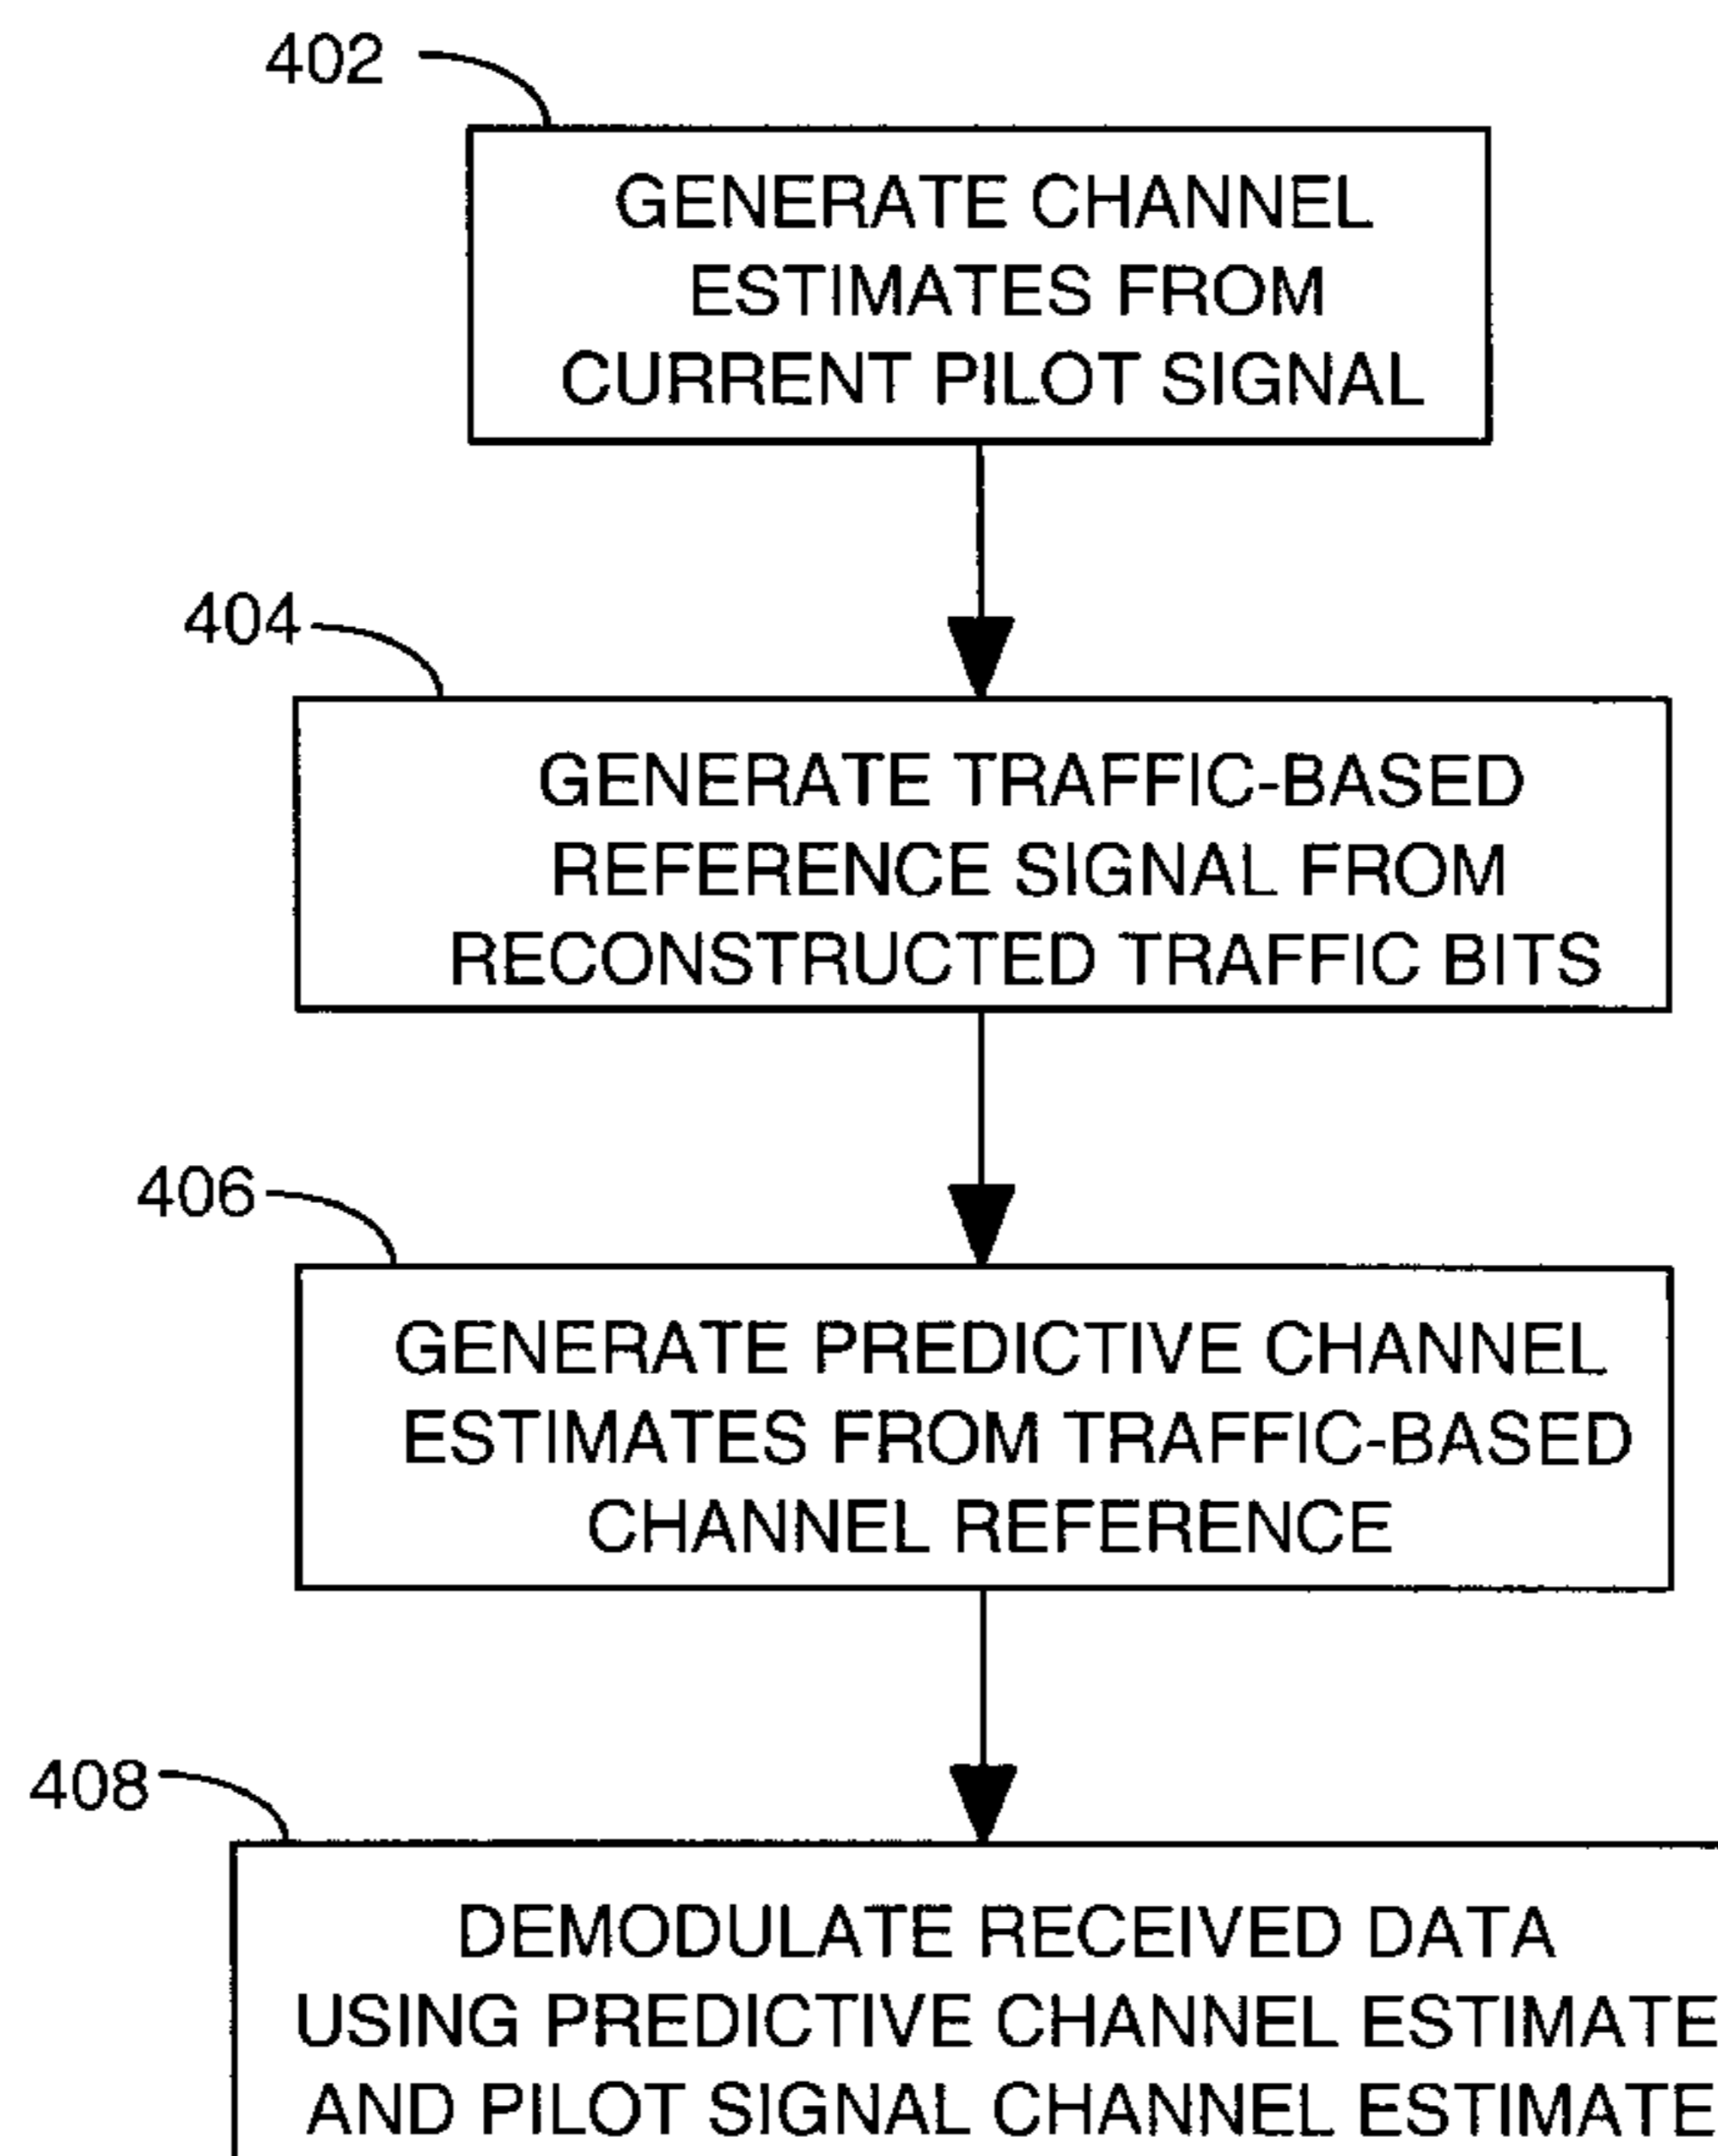 402
GENERATE CHANNEL
ESTIMATES FROM
CURRENT PILOT SIGNAL
404
GENERATE TRAFFIC-BASED
REFERENCE SIGNAL FROM
RECONSTRUCTED TRAFFIC BITS
406
GENERATE PREDICTIVE CHANNEL
ESTIMATES FROM TRAFFIC-BASED
CHANNEL REFERENCE
408
DEMODULATE RECEIVED DATA
USING PREDICTIVE CHANNEL ESTIMATE
AND PILOT SIGNAL CHANNEL ESTIMATE